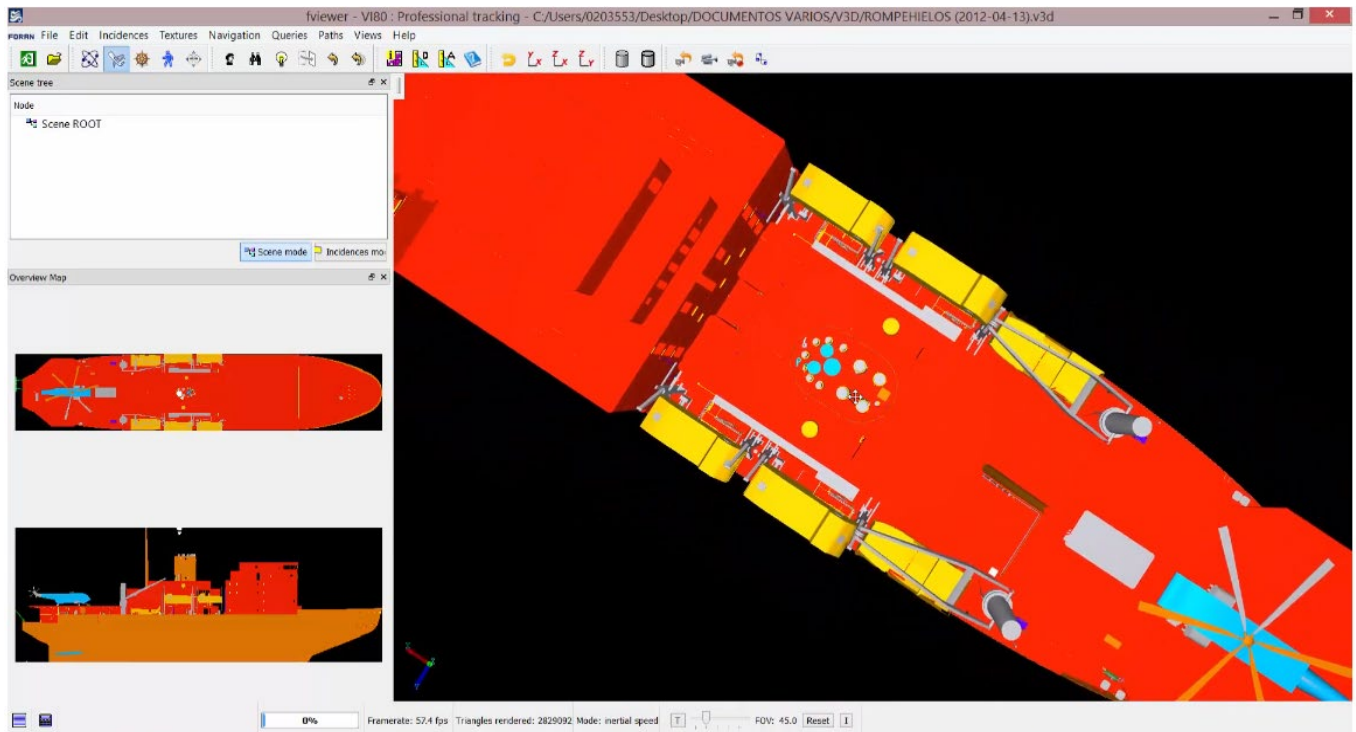 fviewer - VI80 : Professional tracking - C:/Users/0203553/Desktop/DOCUMENTOS VARIOS/V3D/ROMPEHIELOS (2012-04-13).v3d
FORAN File Edit Incidences Textures Navigation Queries Paths Views Help
Scene tree
Node
Scene ROOT
Scene mode Incidences mo
Overview Map
0% Framerate: 57.4 fps Triangles rendered: 2829092 Mode: inertial speed T FOV: 45.0 Reset I